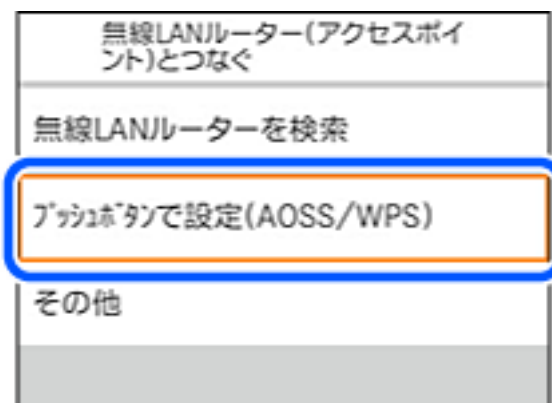 無線LANルーター(アクセスポイ
ント)とつなぐ
無線LANルーターを検索
ﾌﾟｯｼｭﾎﾞﾀﾝで設定(AOSS/WPS)
その他